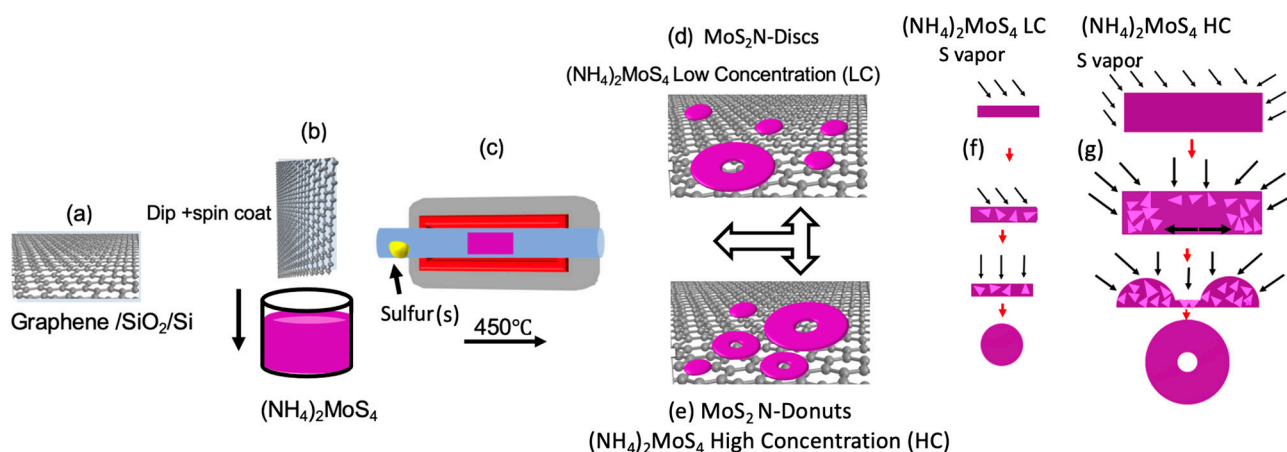 (a)
Graphene /SiO₂/Si
(b)
Dip +spin coat
(NH₄)₂MoS₄
(c)
Sulfur(s)
450℃
(d) MoS₂N-Discs
(NH₄)₂MoS₄ Low Concentration (LC)
(e) MoS₂ N-Donuts
(NH₄)₂MoS₄ High Concentration (HC)
(NH₄)₂MoS₄ LC
S vapor
(f)
(NH₄)₂MoS₄ HC
S vapor
(g)